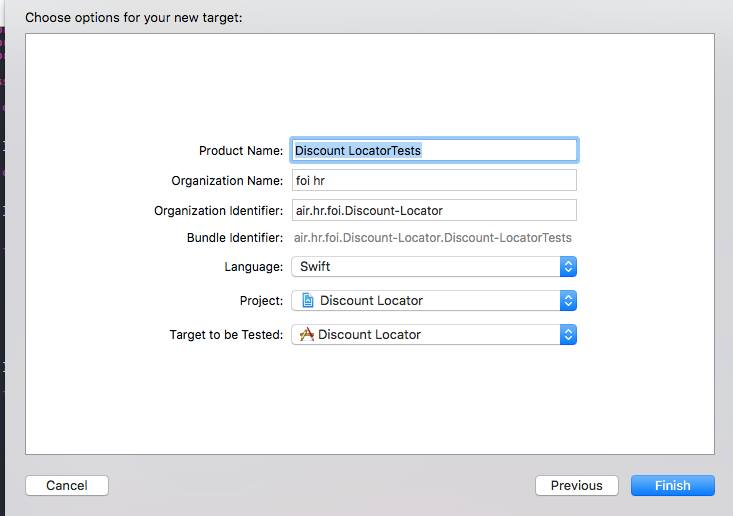 Choose options for your new target:
Product Name: Discount LocatorTests
Organization Name: foi hr
Organization Identifier: air.hr.foi.Discount-Locator
Bundle Identifier: air.hr.foi.Discount-Locator.Discount-LocatorTests
Language: Swift
Project: Discount Locator
Target to be Tested: Discount Locator
Cancel Previous Finish